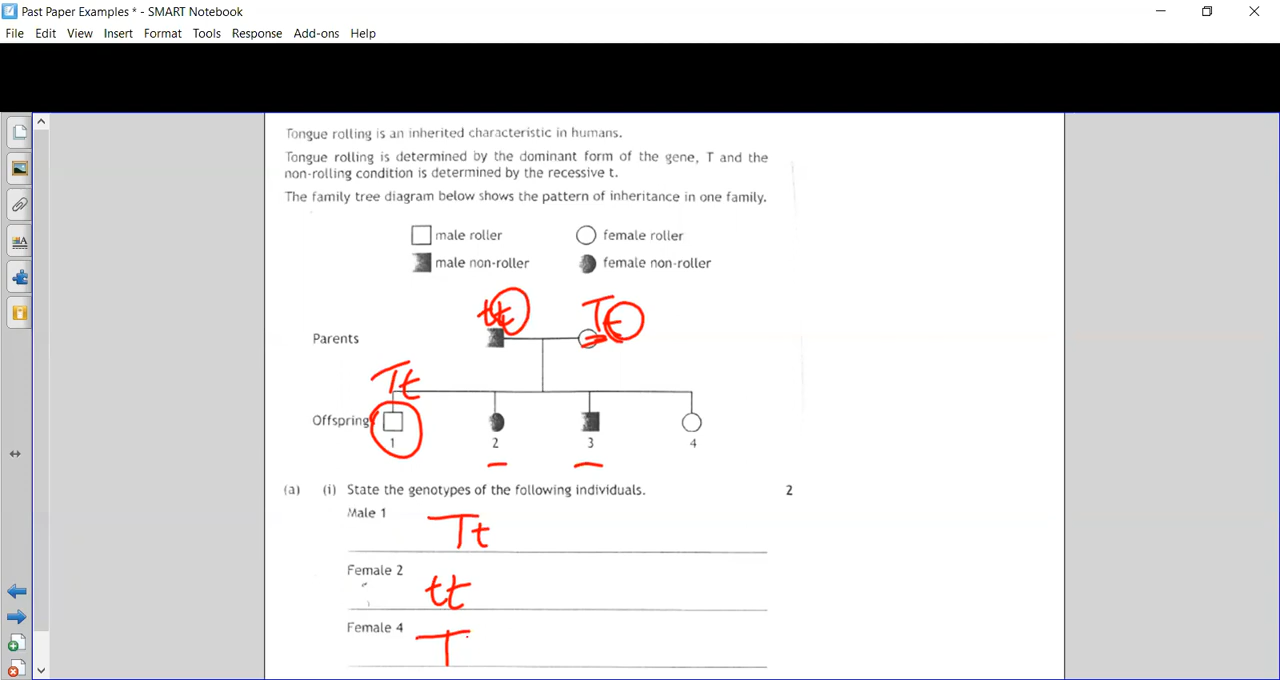 Past Paper Examples * - SMART Notebook
File Edit View Insert Format Tools Response Add-ons Help
Tongue rolling is an inherited characteristic in humans.
Tongue rolling is determined by the dominant form of the gene, T and the
non-rolling condition is determined by the recessive t.
The family tree diagram below shows the pattern of inheritance in one family.
male roller female roller
male non-roller female non-roller
tt Tt
Parents
Tt
Offspring
1 2 3 4
(a) (i) State the genotypes of the following individuals. 2
Male 1
Tt
Female 2
tt
Female 4
T